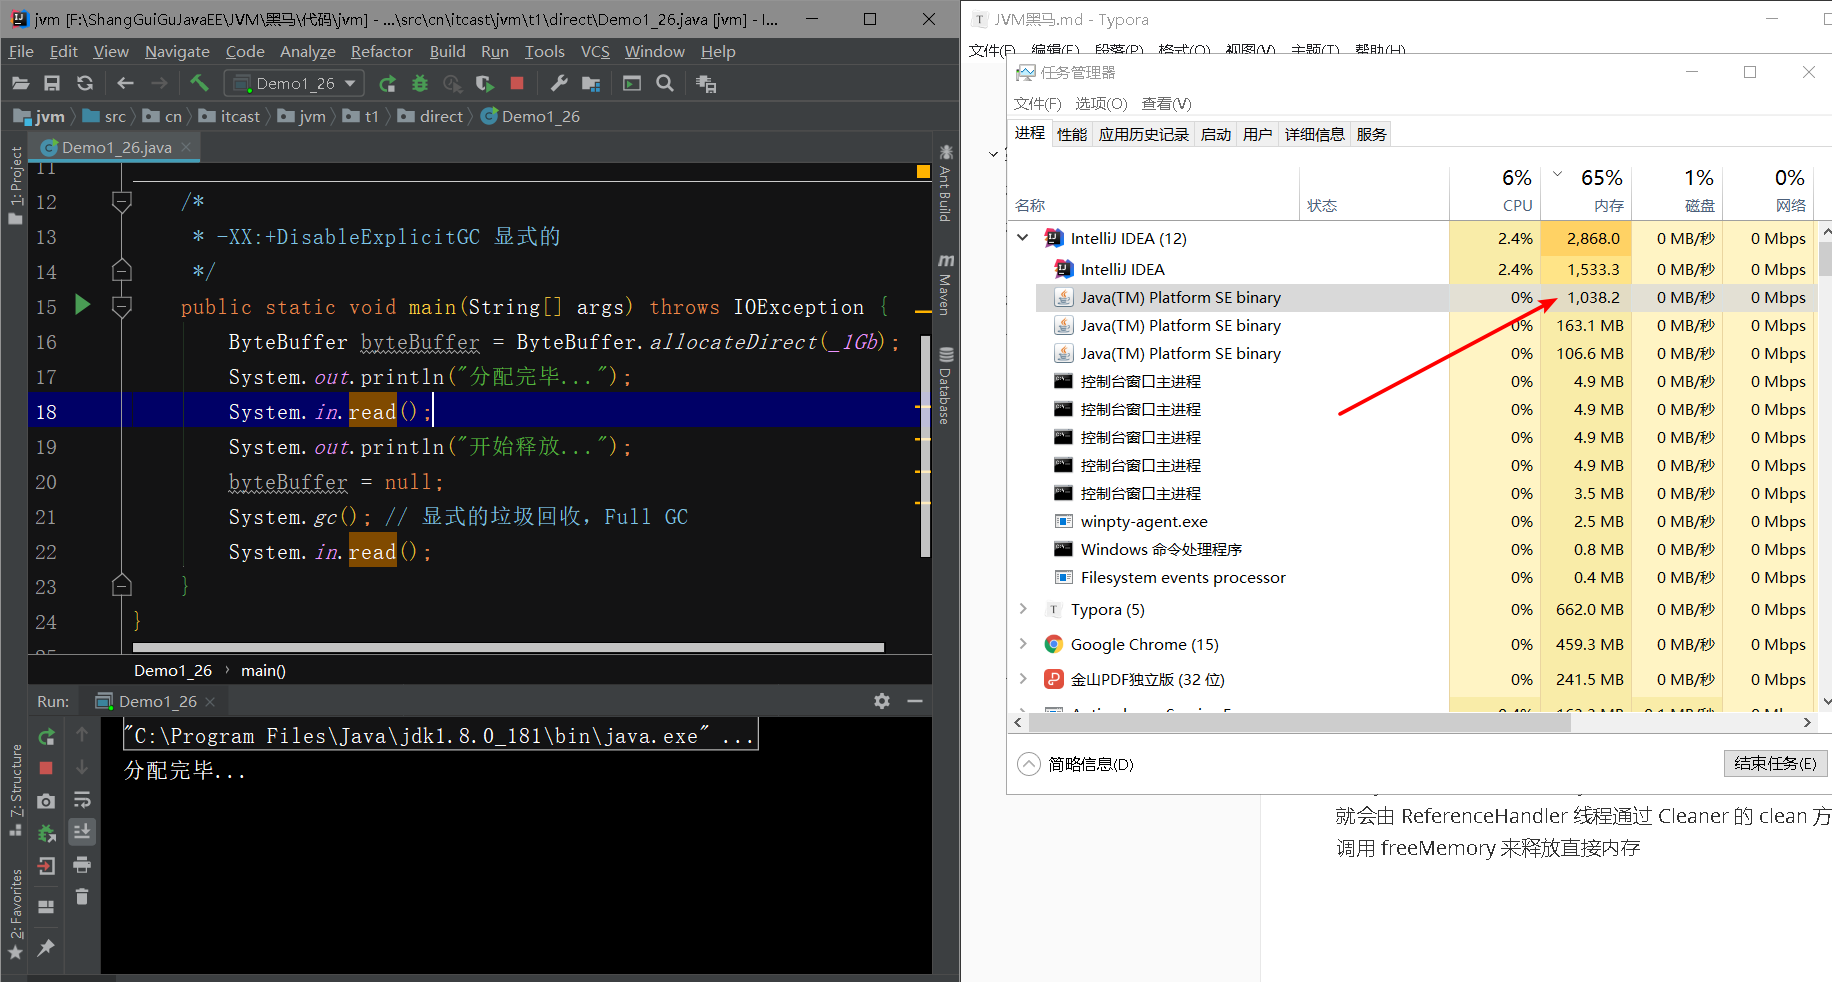 jvm [F:\ShangGuiGuJavaEE\JVM\黑马\代码\jvm] - ...\src\cn\itcast\jvm\t1\direct\Demo1_26.java [jvm] - I...
File Edit View Navigate Code Analyze Refactor Build Run Tools VCS Window Help
Demo1_26
jvm src cn itcast jvm t1 direct Demo1_26
Demo1_26.java
1: Project
Z: Structure
2: Favorites
Ant Build
Maven
Database
11
12 /*
13 * -XX:+DisableExplicitGC 显式的
14 */
15 public static void main(String[] args) throws IOException {
16 ByteBuffer byteBuffer = ByteBuffer.allocateDirect(_1Gb);
17 System.out.println("分配完毕...");
18 System.in.read();
19 System.out.println("开始释放...");
20 byteBuffer = null;
21 System.gc(); // 显式的垃圾回收，Full GC
22 System.in.read();
23 }
24 }
Demo1_26 › main()
Run: Demo1_26
"C:\Program Files\Java\jdk1.8.0_181\bin\java.exe" ...
分配完毕...
JVM黑马.md - Typora
文件(F) 编辑(E) 段落(P) 格式(O) 视图(V) 主题(T) 帮助(H)
任务管理器
文件(F) 选项(O) 查看(V)
进程 性能 应用历史记录 启动 用户 详细信息 服务
6% 65% 1% 0%
名称 状态 CPU 内存 磁盘 网络
IntelliJ IDEA (12) 2.4% 2,868.0 0 MB/秒 0 Mbps
IntelliJ IDEA 2.4% 1,533.3 0 MB/秒 0 Mbps
Java(TM) Platform SE binary 0% 1,038.2 0 MB/秒 0 Mbps
Java(TM) Platform SE binary 0% 163.1 MB 0 MB/秒 0 Mbps
Java(TM) Platform SE binary 0% 106.6 MB 0 MB/秒 0 Mbps
控制台窗口主进程 0% 4.9 MB 0 MB/秒 0 Mbps
控制台窗口主进程 0% 4.9 MB 0 MB/秒 0 Mbps
控制台窗口主进程 0% 4.9 MB 0 MB/秒 0 Mbps
控制台窗口主进程 0% 4.9 MB 0 MB/秒 0 Mbps
控制台窗口主进程 0% 3.5 MB 0 MB/秒 0 Mbps
winpty-agent.exe 0% 2.5 MB 0 MB/秒 0 Mbps
Windows 命令处理程序 0% 0.8 MB 0 MB/秒 0 Mbps
Filesystem events processor 0% 0.4 MB 0 MB/秒 0 Mbps
Typora (5) 0% 662.0 MB 0 MB/秒 0 Mbps
Google Chrome (15) 0% 459.3 MB 0 MB/秒 0 Mbps
金山PDF独立版 (32 位) 0% 241.5 MB 0 MB/秒 0 Mbps
简略信息(D)
结束任务(E)
就会由 ReferenceHandler 线程通过 Cleaner 的 clean 方
调用 freeMemory 来释放直接内存